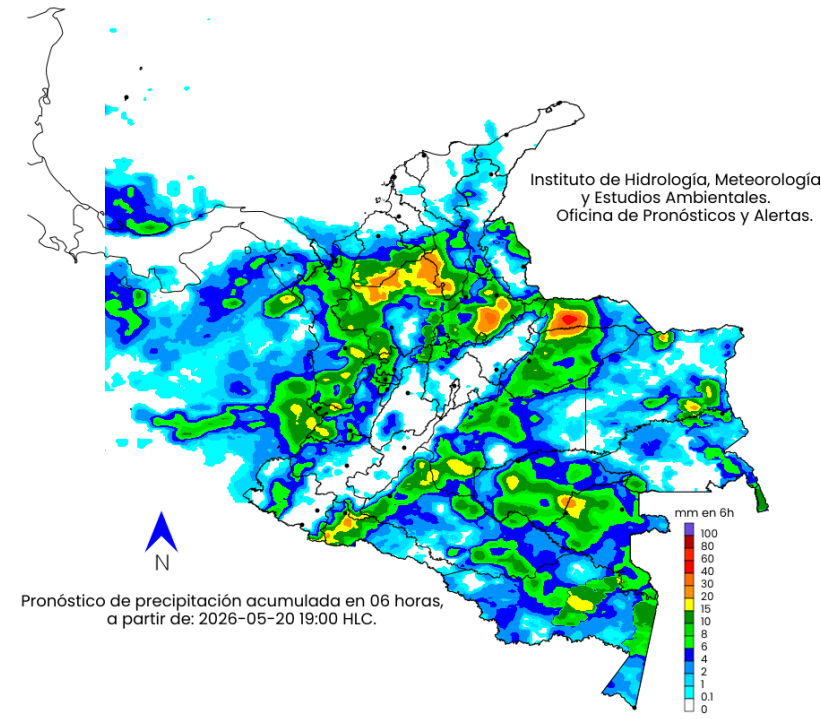 Instituto de Hidrología, Meteorología
y Estudios Ambientales.
Oficina de Pronósticos y Alertas.
mm en 6h
100
80
60
40
30
20
15
10
8
6
4
2
1
0.1
0
N
Pronóstico de precipitación acumulada en 06 horas,
a partir de: 2026-05-20 19:00 HLC.